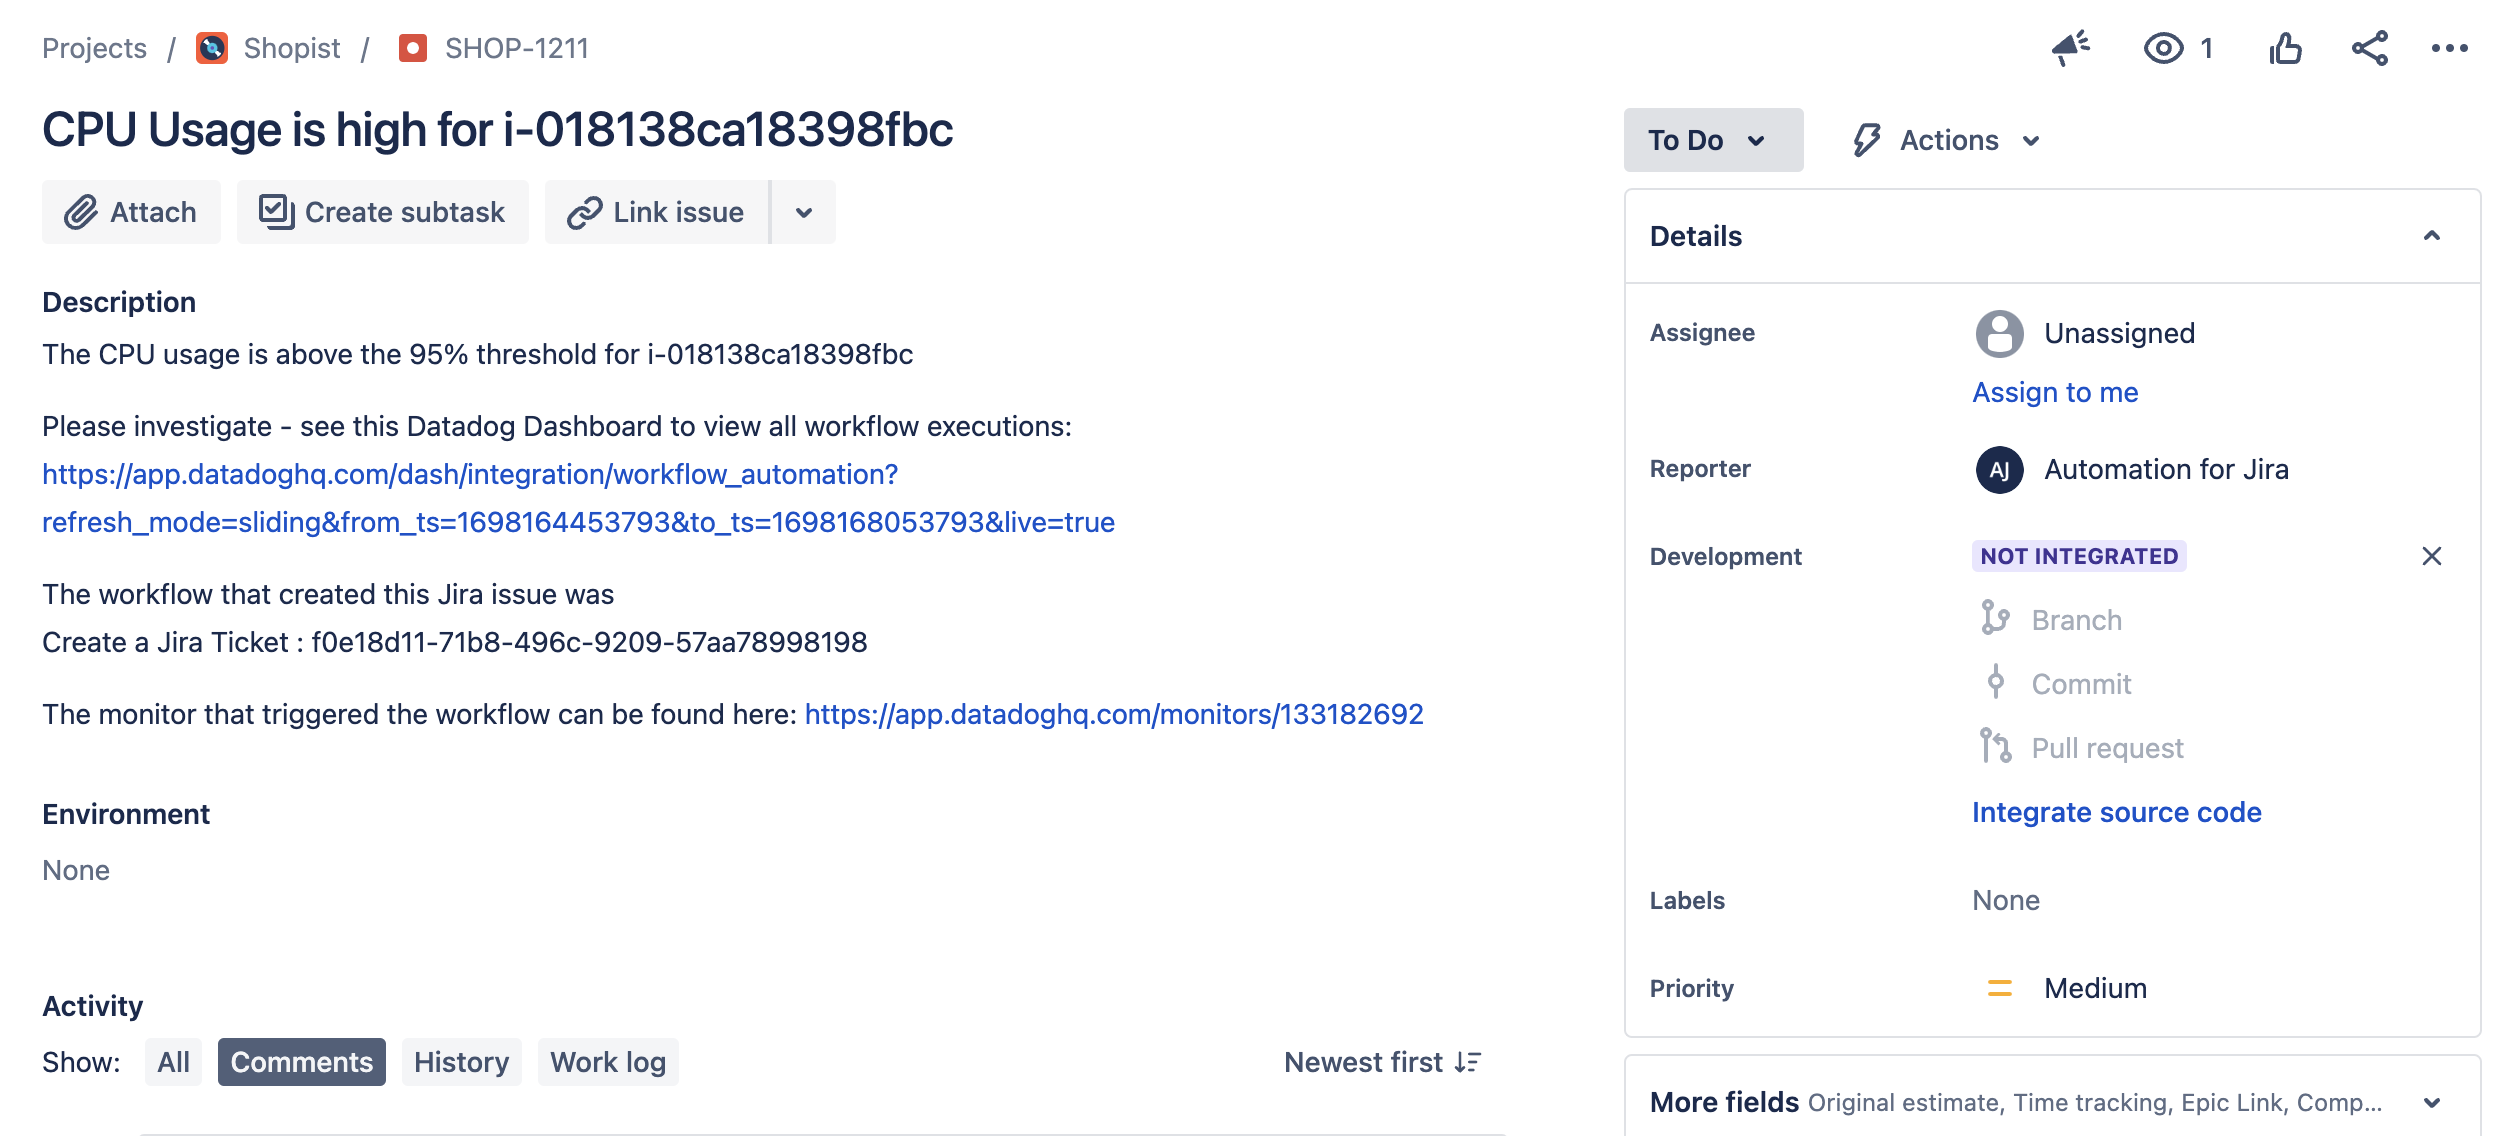 Projects / Shopist / SHOP-1211
1
CPU Usage is high for i-018138ca18398fbc
Attach
Create subtask
Link issue
Description
The CPU usage is above the 95% threshold for i-018138ca18398fbc
Please investigate - see this Datadog Dashboard to view all workflow executions:
https://app.datadoghq.com/dash/integration/workflow_automation?
refresh_mode=sliding&from_ts=1698164453793&to_ts=1698168053793&live=true
The workflow that created this Jira issue was
Create a Jira Ticket : f0e18d11-71b8-496c-9209-57aa78998198
The monitor that triggered the workflow can be found here: https://app.datadoghq.com/monitors/133182692
Environment
None
Activity
Show: All Comments History Work log
Newest first
To Do
Actions
Details
Assignee
Unassigned
Assign to me
Reporter
AJ Automation for Jira
Development
NOT INTEGRATED
Branch
Commit
Pull request
Integrate source code
Labels
None
Priority
Medium
More fields Original estimate, Time tracking, Epic Link, Comp...